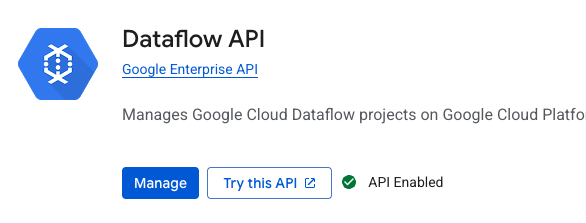 Dataflow API
Google Enterprise API
Manages Google Cloud Dataflow projects on Google Cloud Platfo
Manage
Try this API
API Enabled